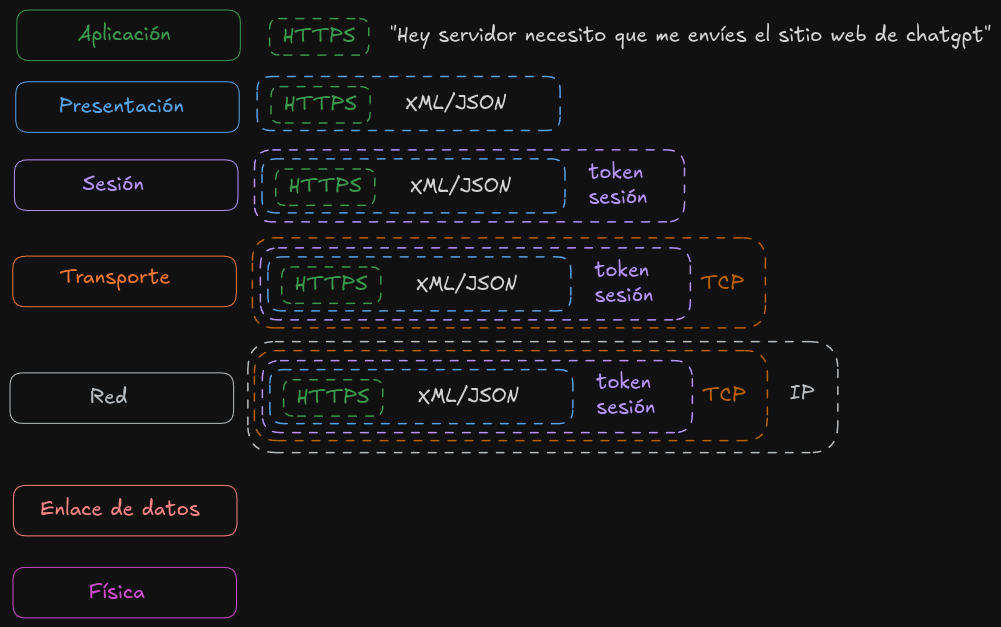 Aplicación HTTPS "Hey servidor necesito que me envíes el sitio web de chatgpt"
Presentación HTTPS XML/JSON
Sesión HTTPS XML/JSON token
sesión
Transporte HTTPS XML/JSON token
sesión TCP
Red HTTPS XML/JSON token
sesión TCP IP
Enlace de datos
Física